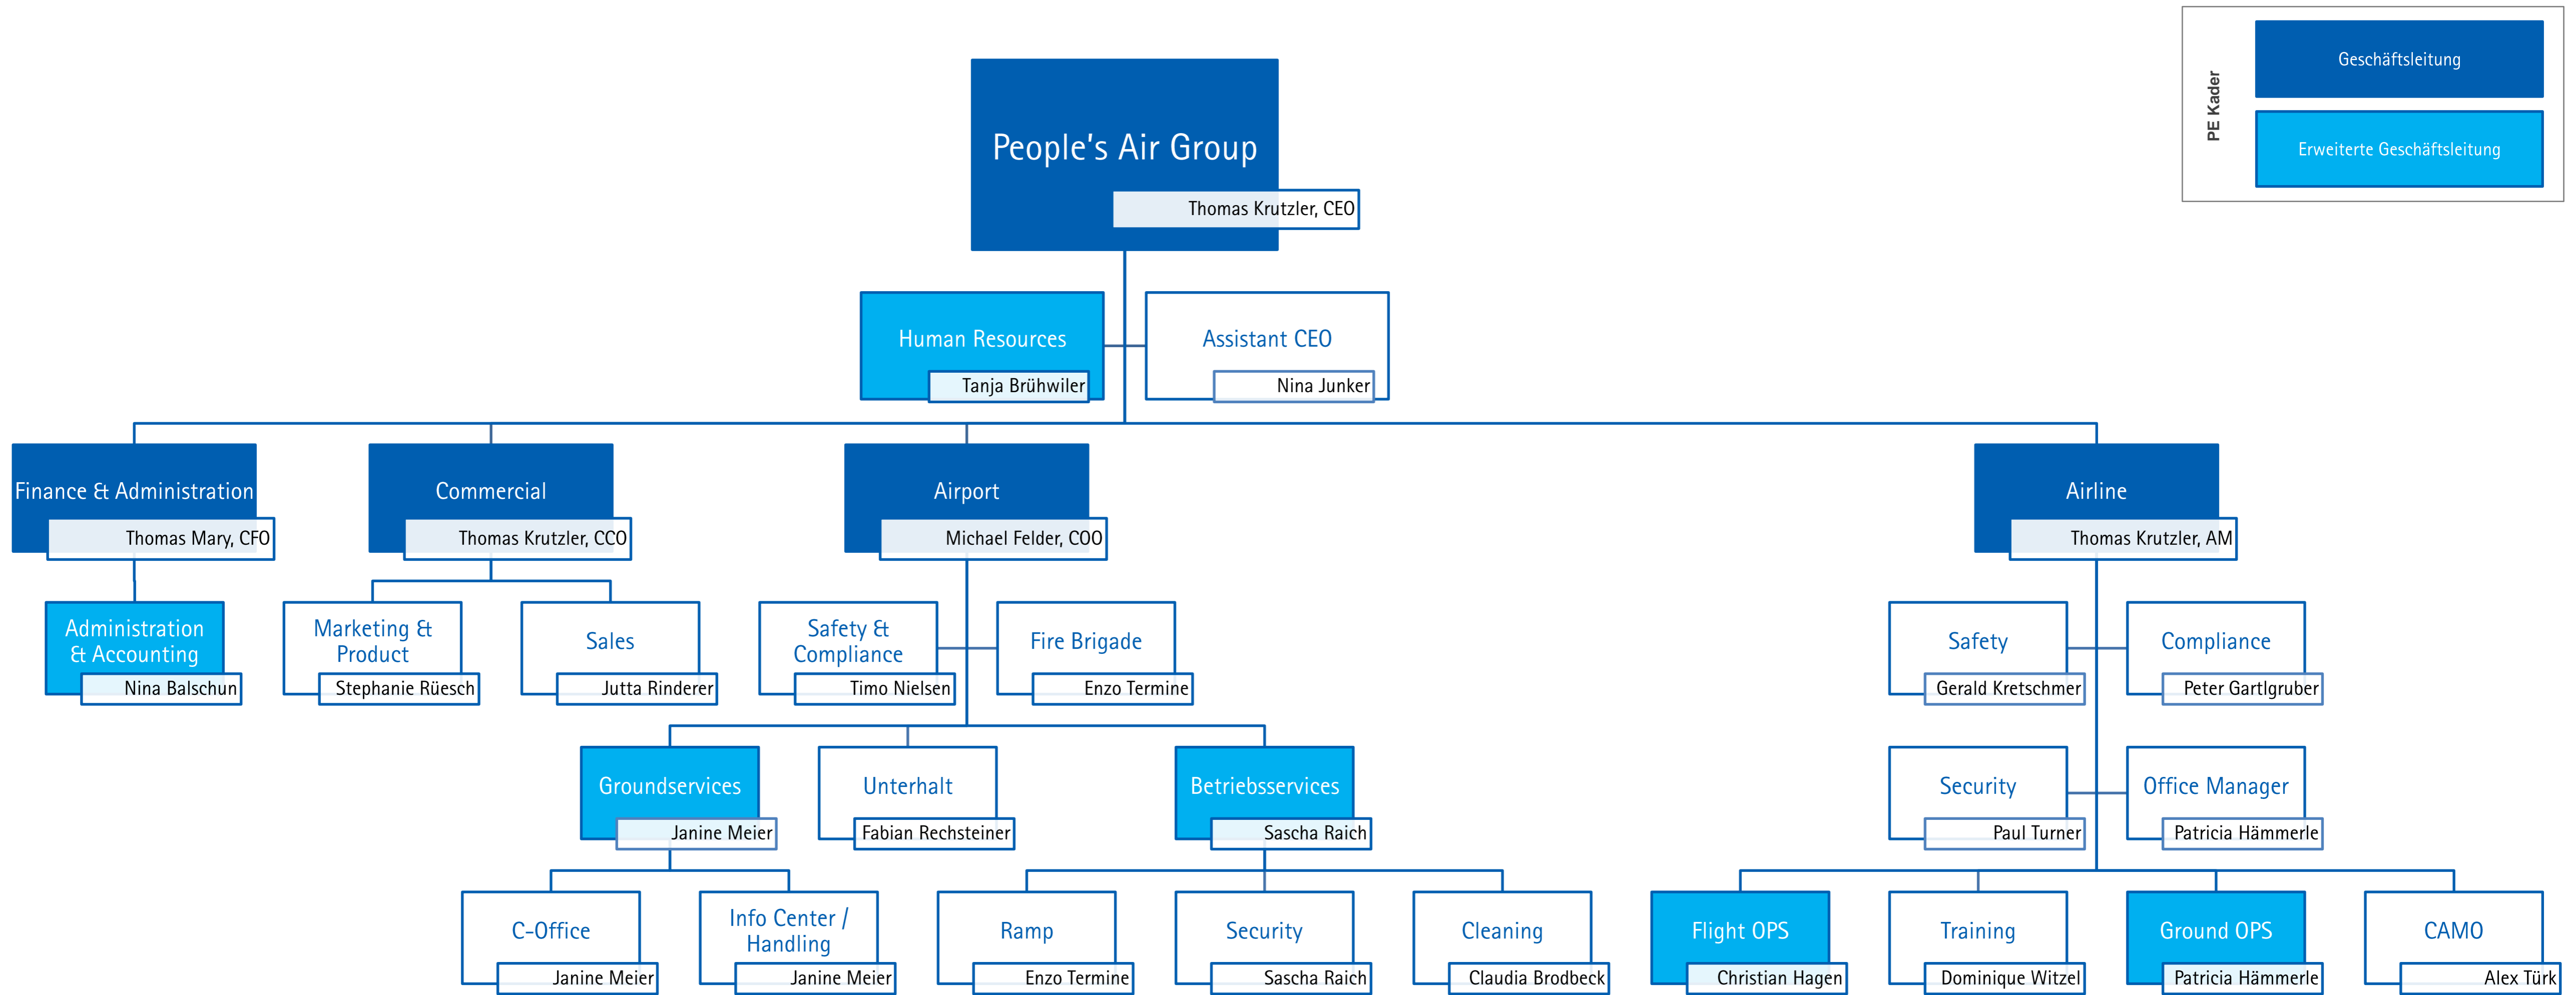 PE Kader
Geschäftsleitung
Erweiterte Geschäftsleitung
People's Air Group
Thomas Krutzler, CEO
Human Resources
Tanja Brühwiler
Assistant CEO
Nina Junker
Finance & Administration
Thomas Mary, CFO
Commercial
Thomas Krutzler, CCO
Airport
Michael Felder, COO
Airline
Thomas Krutzler, AM
Administration
& Accounting
Nina Balschun
Marketing &
Product
Stephanie Rüesch
Sales
Jutta Rinderer
Safety &
Compliance
Timo Nielsen
Fire Brigade
Enzo Termine
Safety
Gerald Kretschmer
Compliance
Peter Gartlgruber
Groundservices
Janine Meier
Unterhalt
Fabian Rechsteiner
Betriebsservices
Sascha Raich
Security
Paul Turner
Office Manager
Patricia Hämmerle
C-Office
Janine Meier
Info Center /
Handling
Janine Meier
Ramp
Enzo Termine
Security
Sascha Raich
Cleaning
Claudia Brodbeck
Flight OPS
Christian Hagen
Training
Dominique Witzel
Ground OPS
Patricia Hämmerle
CAMO
Alex Türk